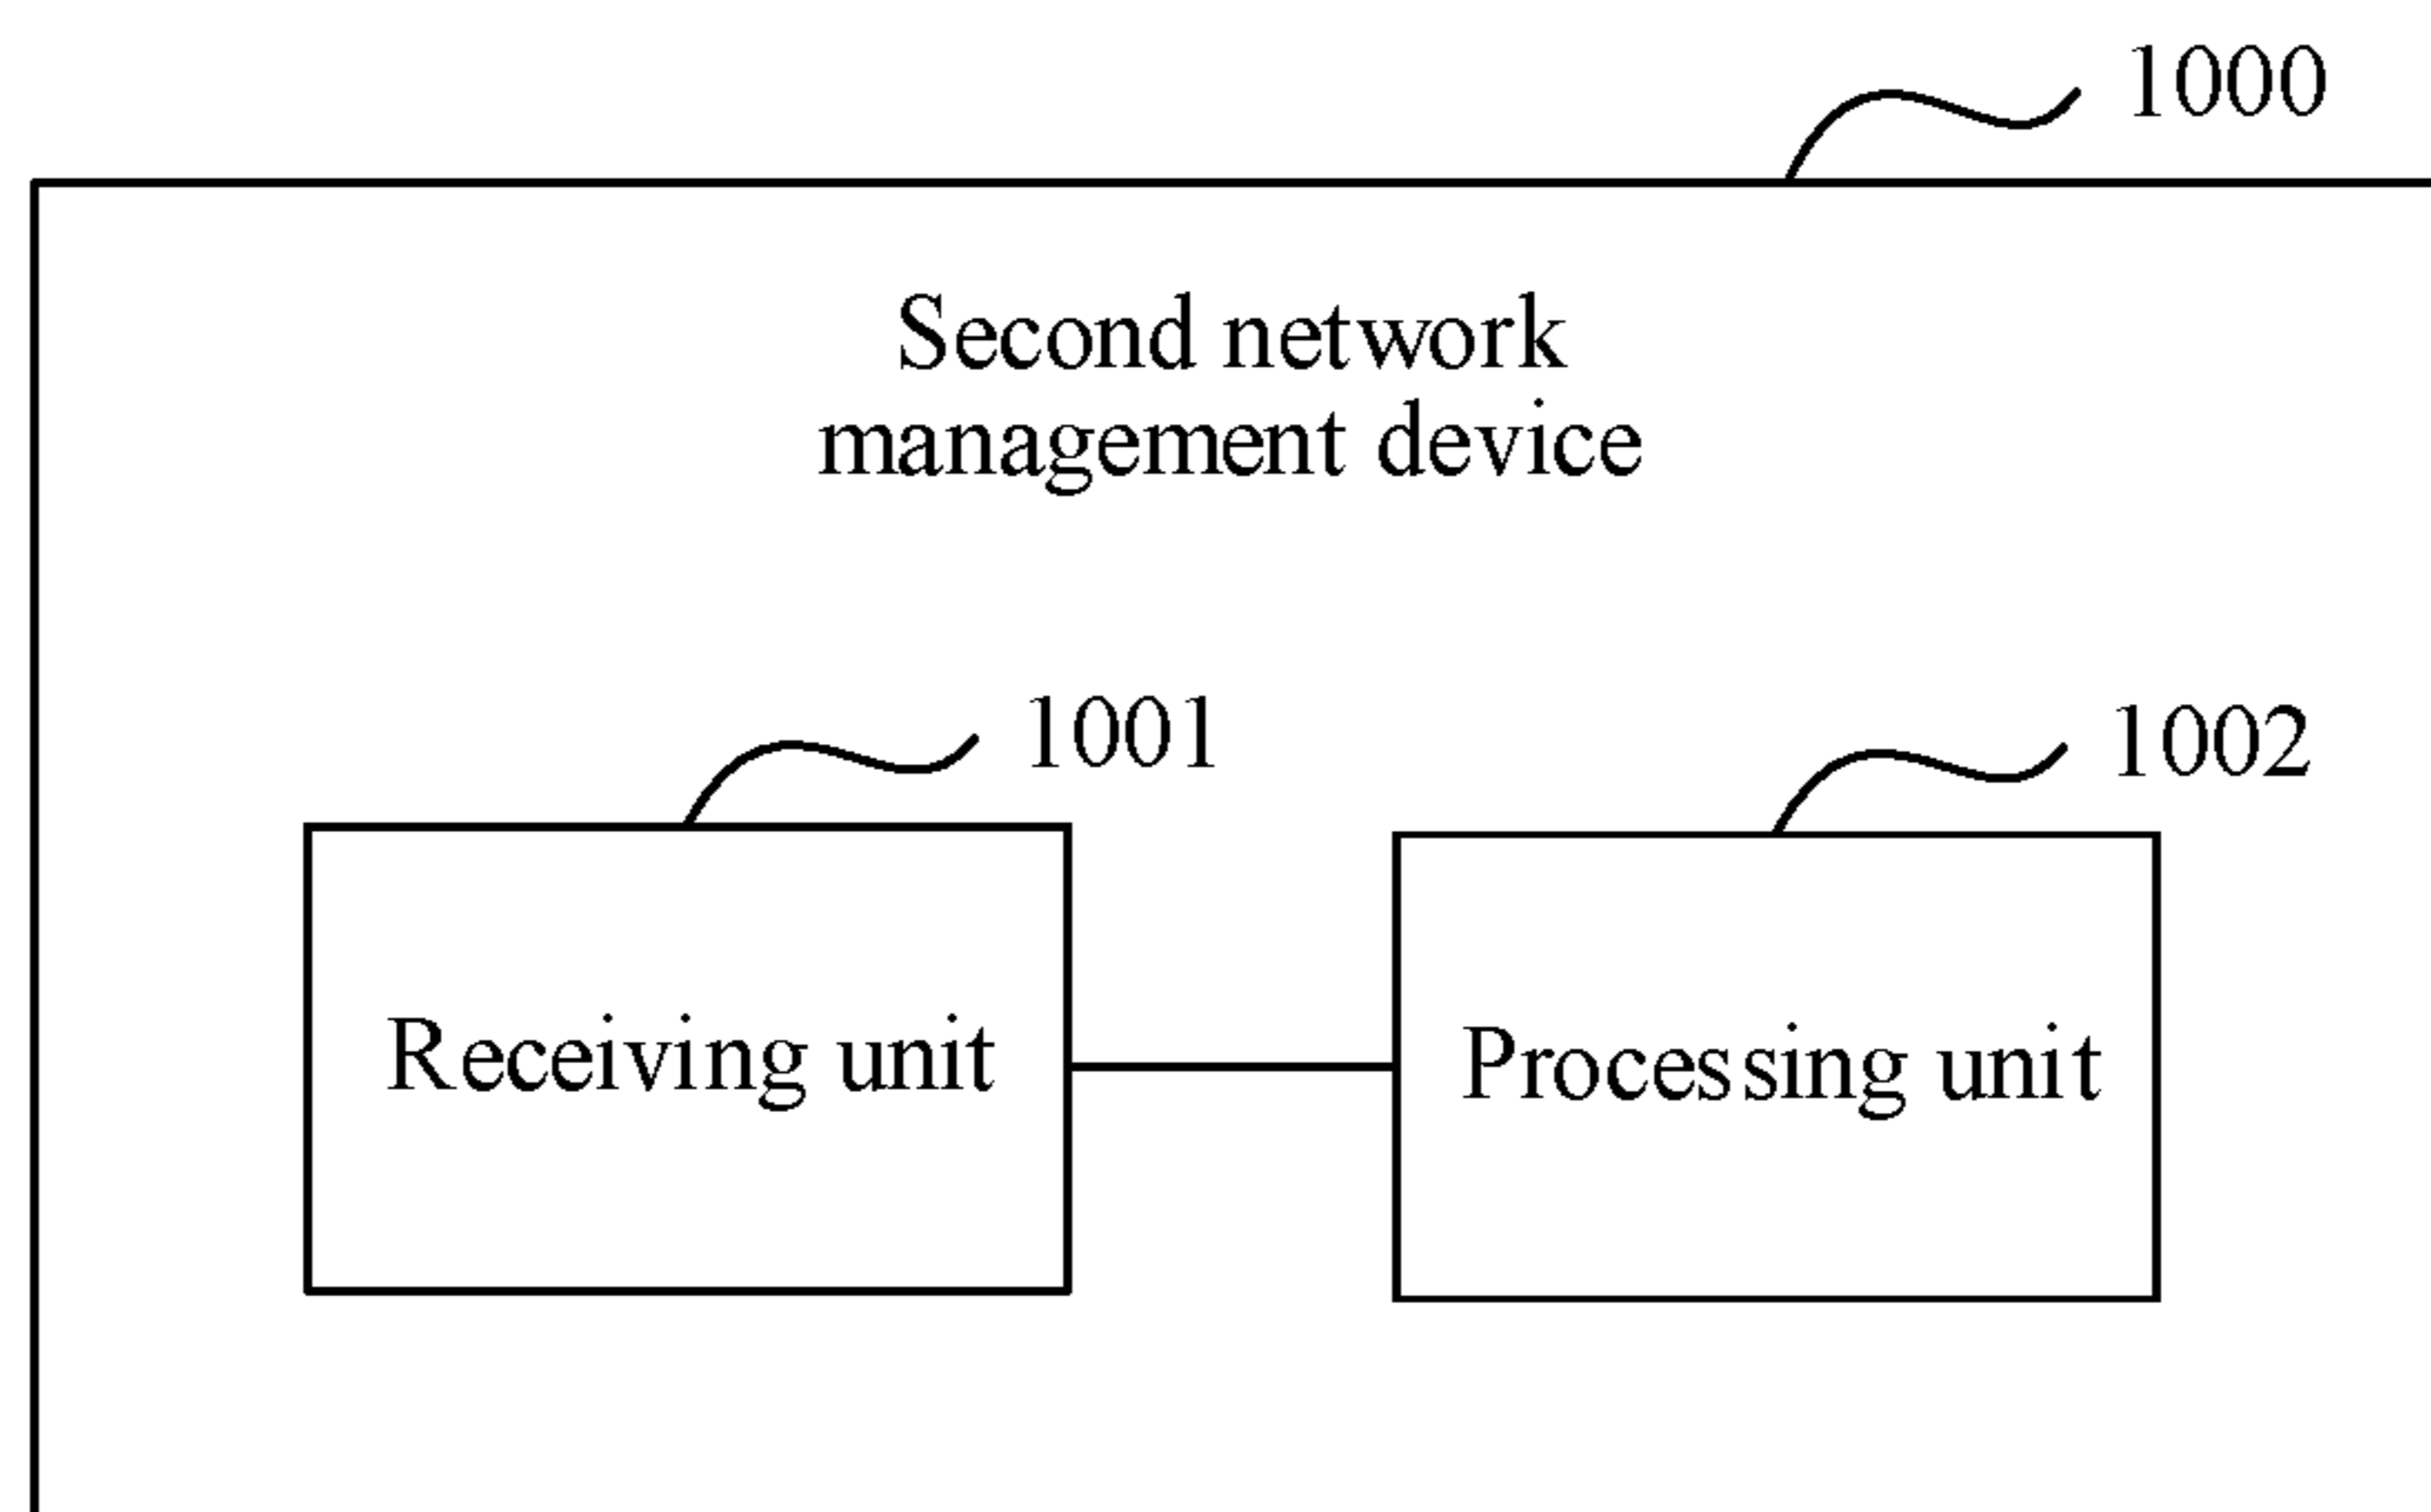 1000
Second network
management device
1001
1002
Receiving unit
Processing unit